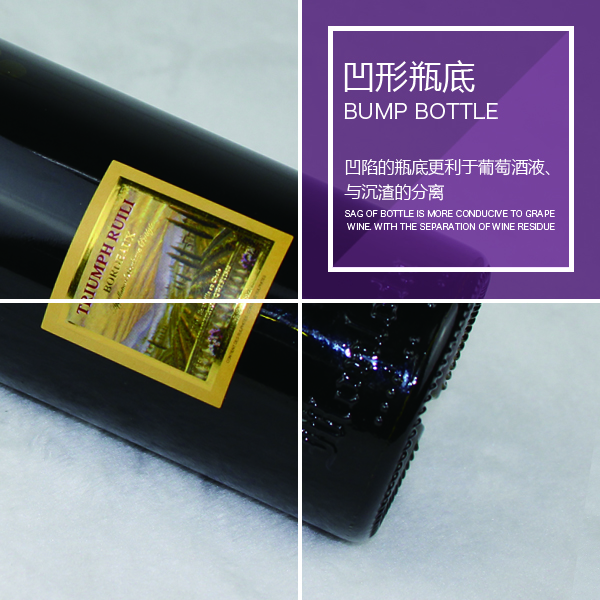 凹形瓶底
BUMP BOTTLE
凹陷的瓶底更利于葡萄酒液、
与沉渣的分离
SAG OF BOTTLE IS MORE CONDUCIVE TO GRAPE
WINE. WITH THE SEPARATION OF WINE RESIDUE
TRIUMPH RUILI
BORDEAUX